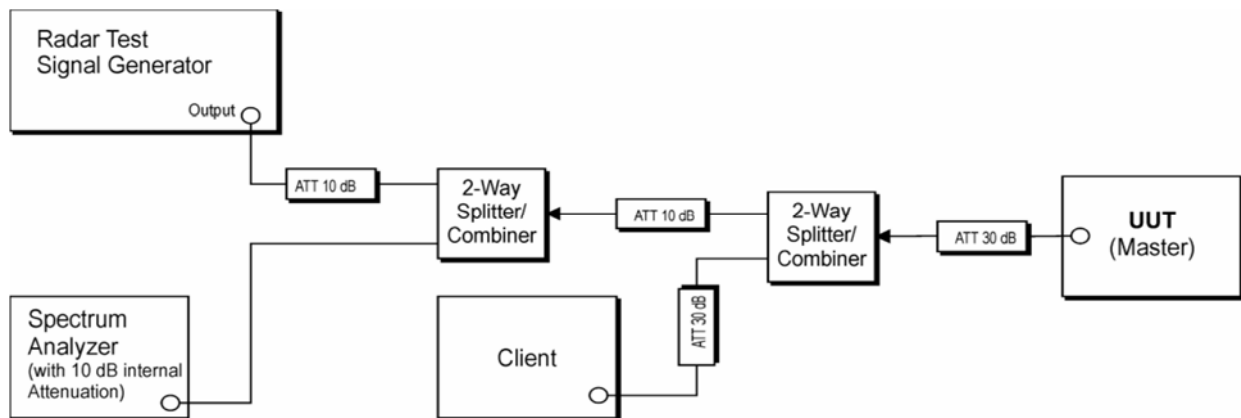 Radar Test
Signal Generator
Output
ATT 10 dB
2-Way
Splitter/
Combiner
ATT 10 dB
2-Way
Splitter/
Combiner
ATT 30 dB
UUT
(Master)
Spectrum
Analyzer
(with 10 dB internal
Attenuation)
Client
ATT 30 dB